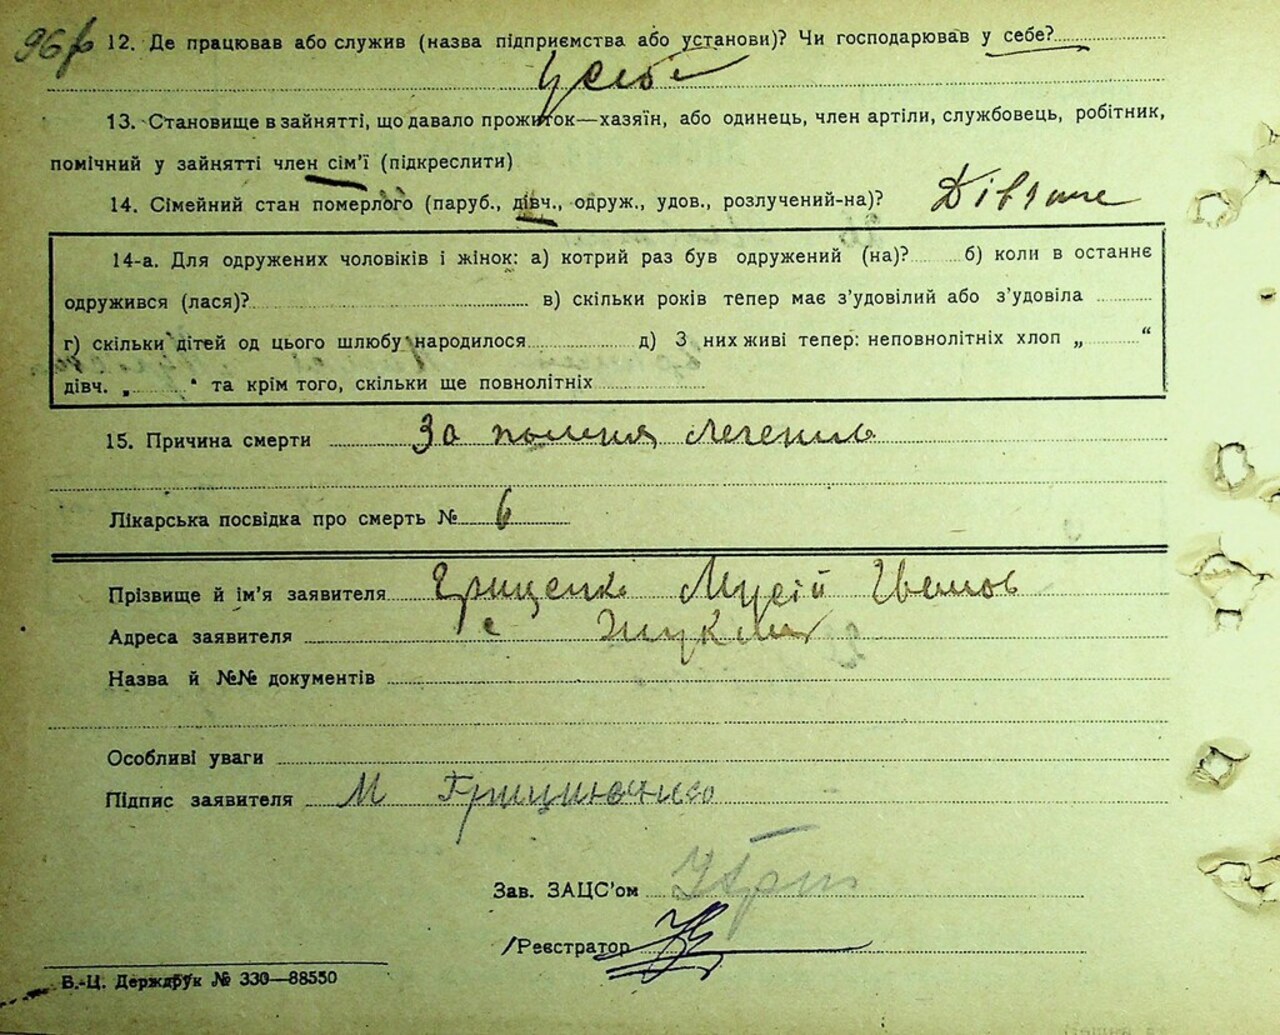 96 12. Де працював або служив (назва підприємства або установи)? Чи господарював у себе?
У себе
13. Становище в зайнятті, що давало прожиток—хазяїн, або одинець, член артіли, службовець, робітник,
помічний у зайнятті член сім’ї (підкреслити)
14. Сімейний стан померлого (паруб., дівч., одруж., удов., розлучений-на)?
14-а. Для одружених чоловіків і жінок: а) котрий раз був одружений (на)? б) коли в останнє
одружився (лася)? в) скільки років тепер має з’удовілий або з’удовіла
г) скільки дітей од цього шлюбу народилося д) З них живі тепер: неповнолітніх хлоп „ “
дівч. „ “ та крім того, скільки ще повнолітніх
15. Причина смерти За палення легень
Лікарська посвідка про смерть № 6
Прізвище й ім’я заявителя Гриценко Мусій Іванов
Адреса заявителя с
Назва й №№ документів
Особливі уваги
Підпис заявителя М
Зав. ЗАЦС’ом
/Реєстратор
Б.-Ц. Держдрук № 330—88550